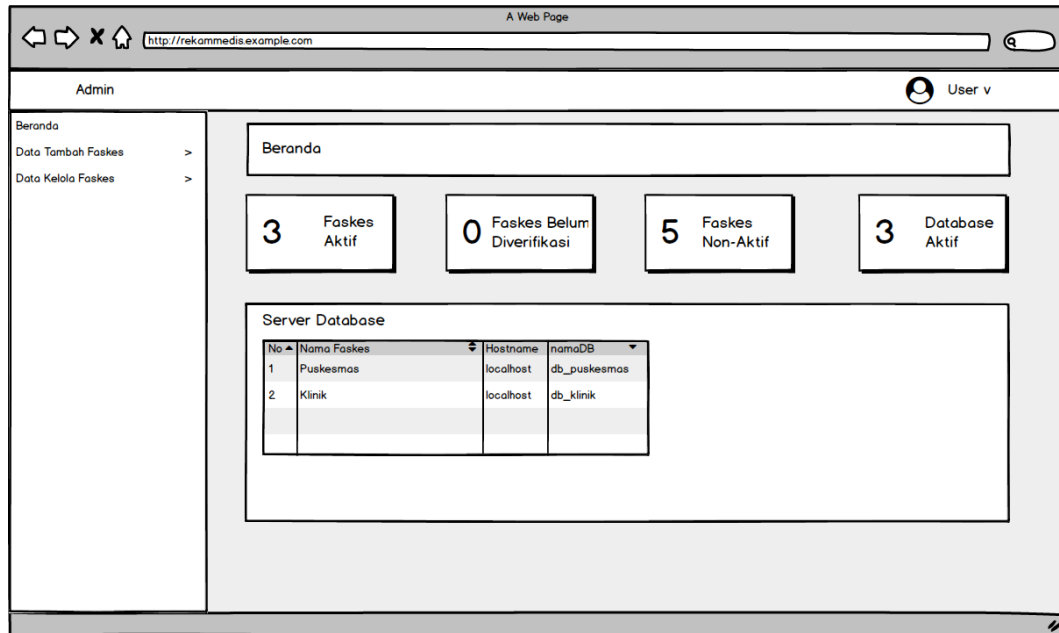 A Web Page
http://rekammedis.example.com
Admin
User v
Beranda
Data Tambah Faskes >
Data Kelola Faskes >
Beranda
3 Faskes Aktif
0 Faskes Belum Diverifikasi
5 Faskes Non-Aktif
3 Database Aktif
Server Database
No Nama Faskes Hostname namaDB
1 Puskesmas localhost db_puskesmas
2 Klinik localhost db_klinik